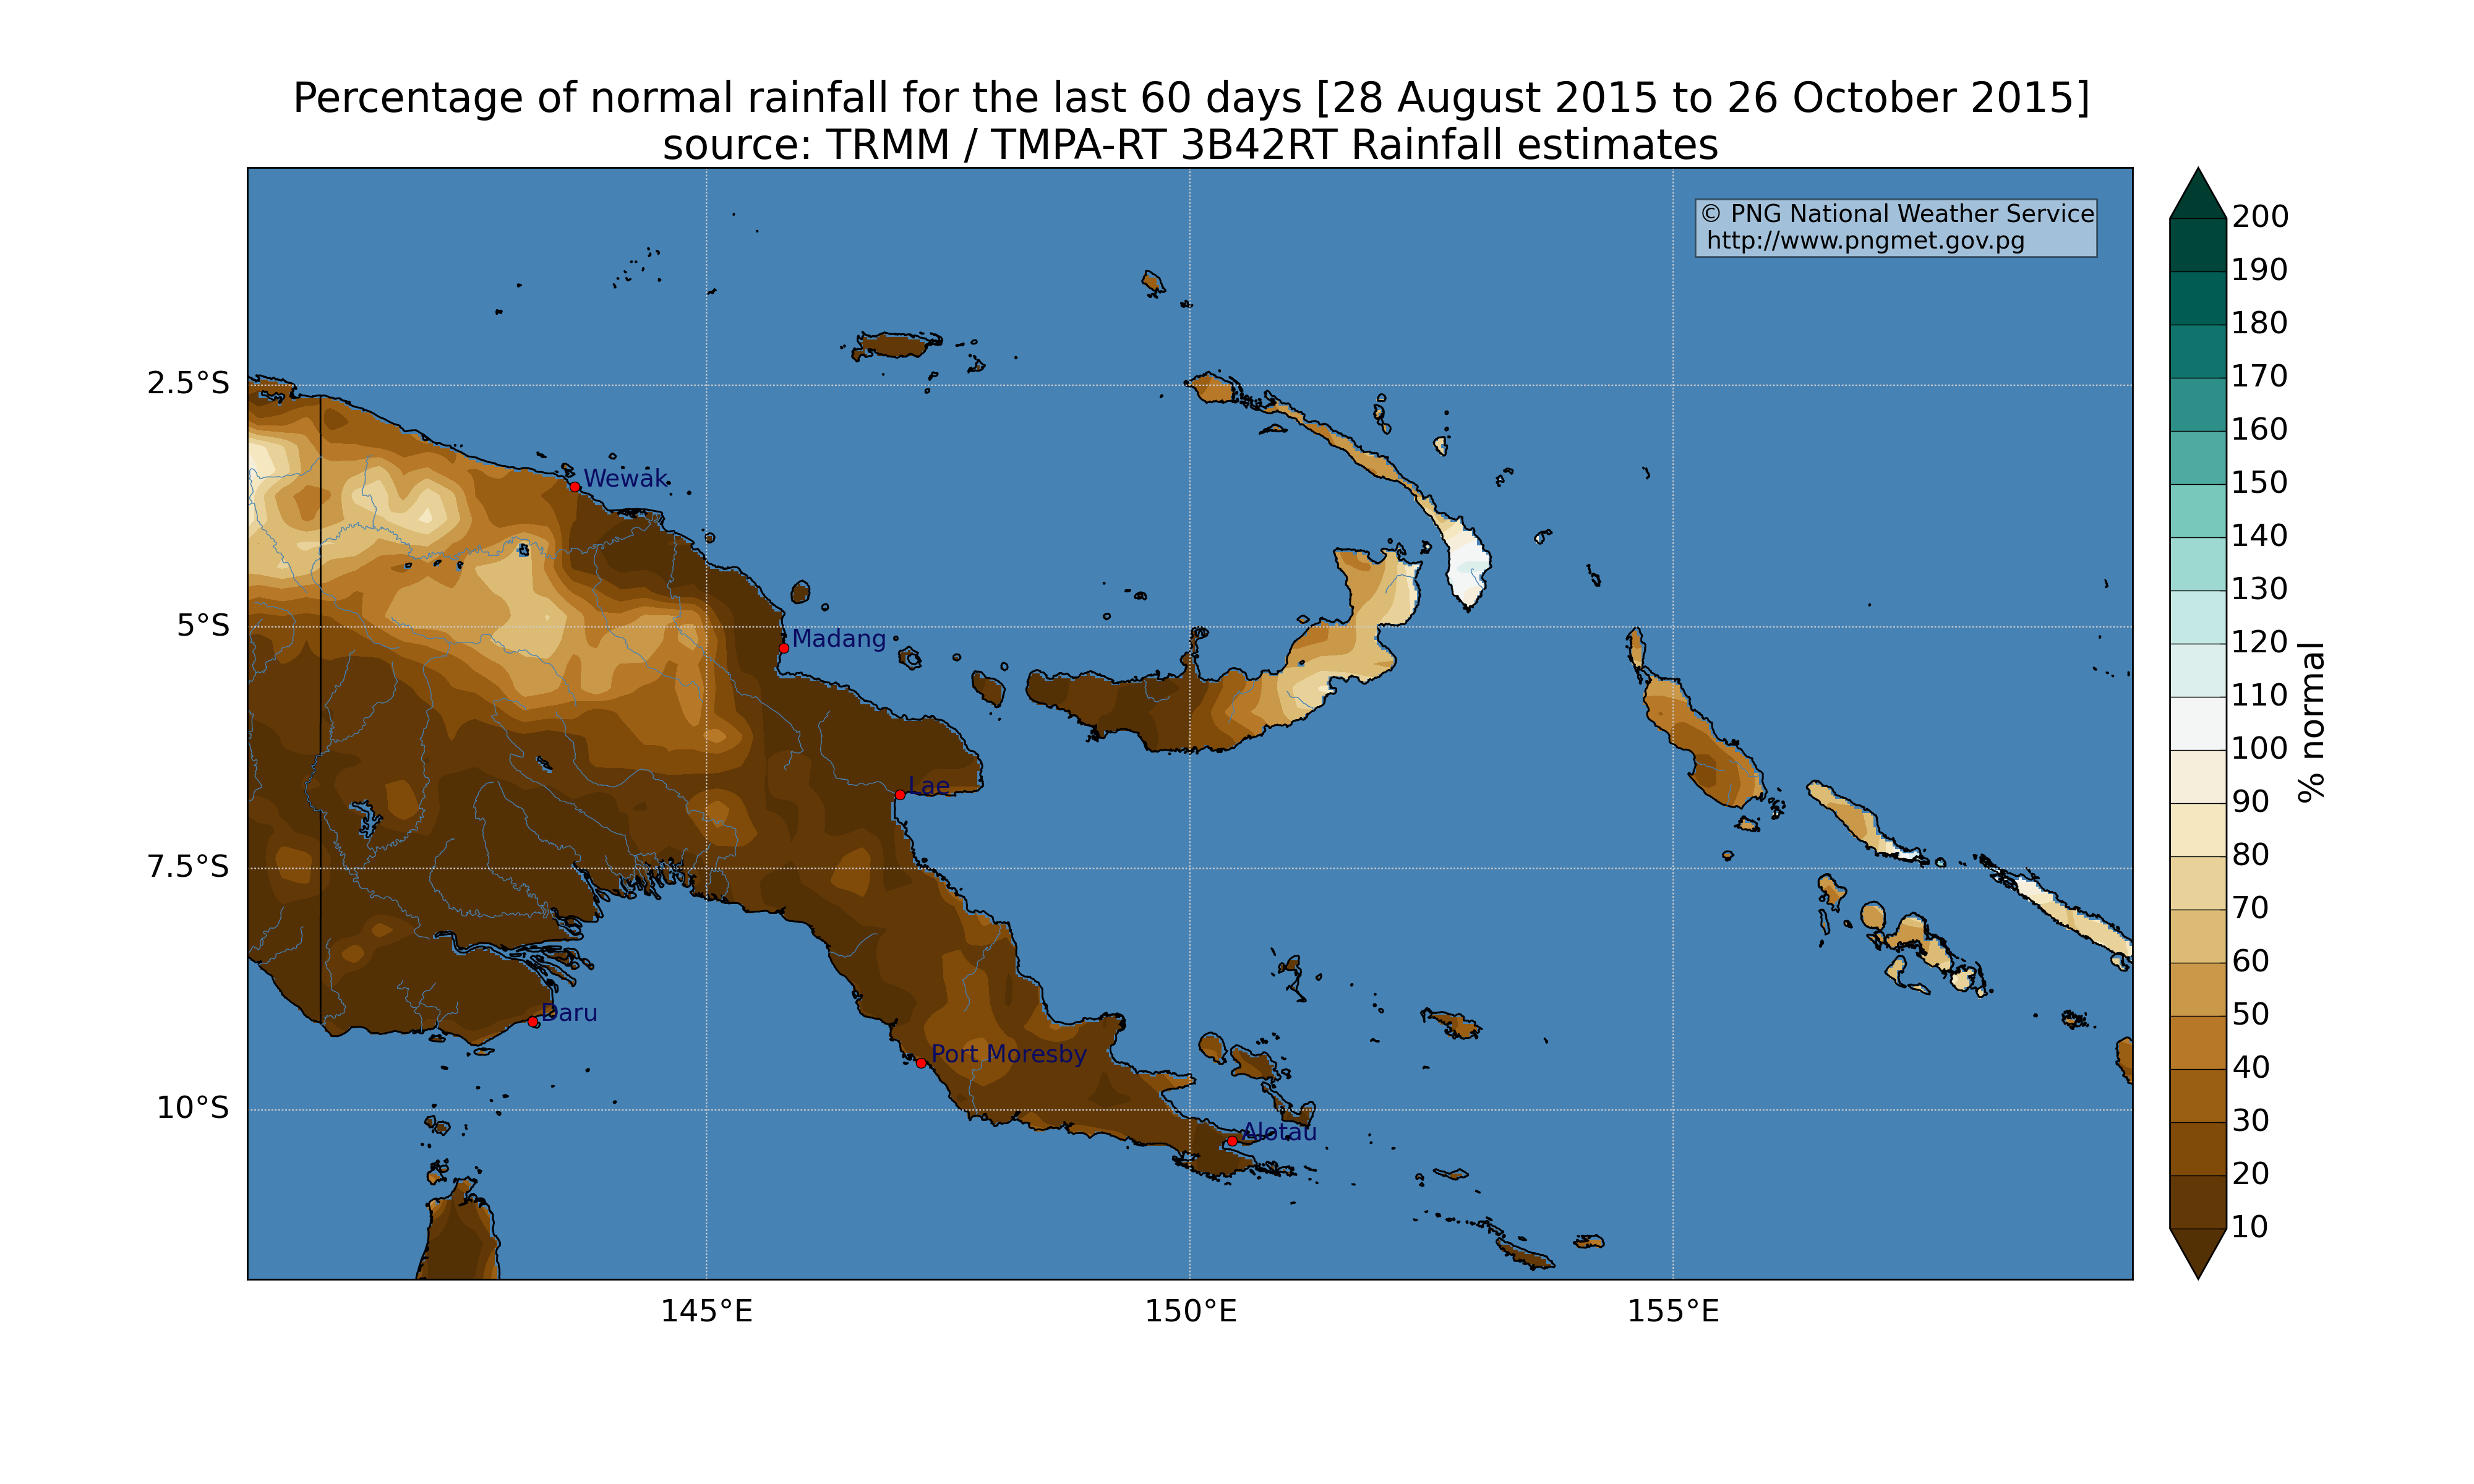 Percentage of normal rainfall for the last 60 days [28 August 2015 to 26 October 2015]
source: TRMM / TMPA-RT 3B42RT Rainfall estimates
© PNG National Weather Service
http://www.pngmet.gov.pg
2.5°S
5°S
7.5°S
10°S
Wewak
Madang
Lae
Daru
Port Moresby
Alotau
145°E
150°E
155°E
200
190
180
170
160
150
140
130
120
110
100
90
80
70
60
50
40
30
20
10
% normal